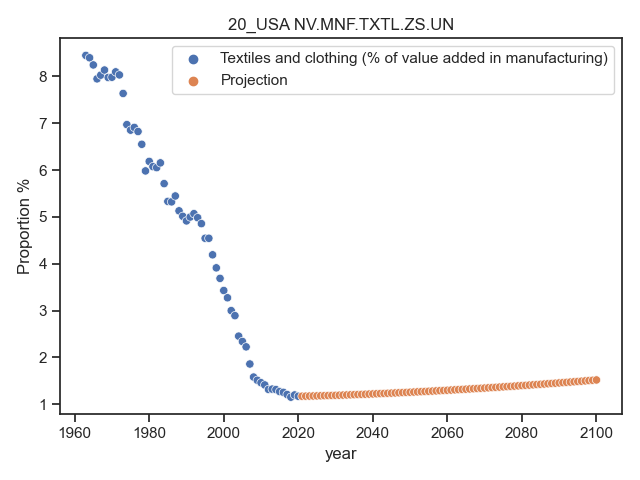 20_USA NV.MNF.TXTL.ZS.UN
Textiles and clothing (% of value added in manufacturing)
Projection
Proportion %
8
7
6
5
4
3
2
1
1960 1980 2000 2020 2040 2060 2080 2100
year